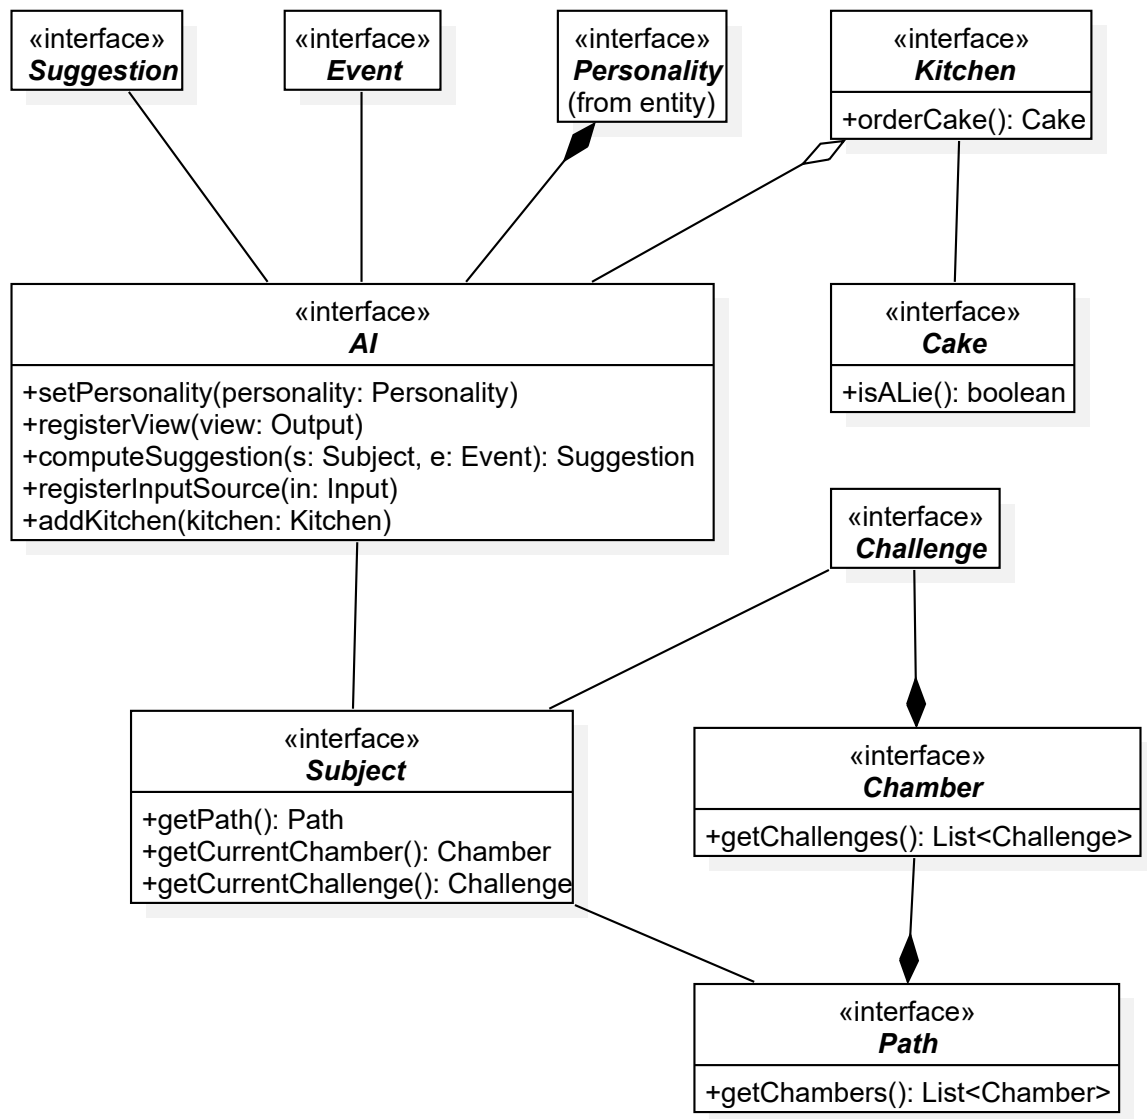 «interface»
Suggestion
«interface»
Event
«interface»
Personality
(from entity)
«interface»
Kitchen
+orderCake(): Cake
«interface»
AI
+setPersonality(personality: Personality)
+registerView(view: Output)
+computeSuggestion(s: Subject, e: Event): Suggestion
+registerInputSource(in: Input)
+addKitchen(kitchen: Kitchen)
«interface»
Cake
+isALie(): boolean
«interface»
Challenge
«interface»
Subject
+getPath(): Path
+getCurrentChamber(): Chamber
+getCurrentChallenge(): Challenge
«interface»
Chamber
+getChallenges(): List<Challenge>
«interface»
Path
+getChambers(): List<Chamber>